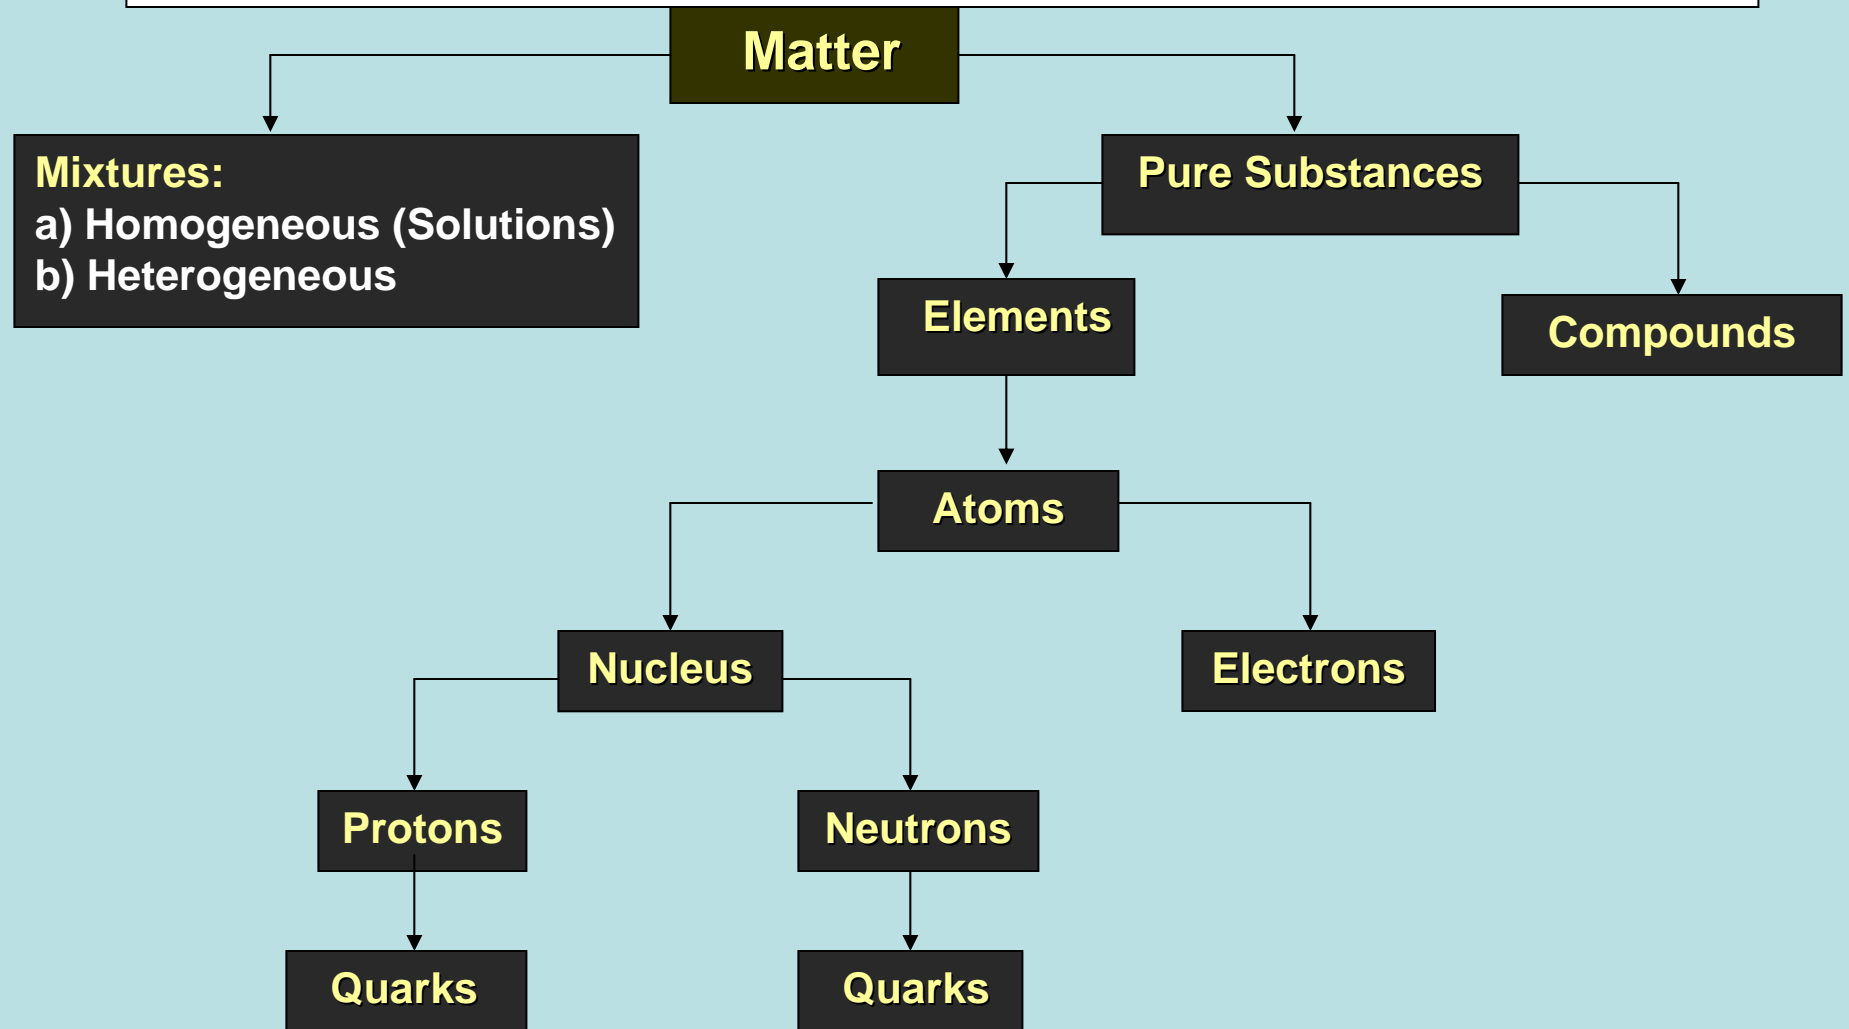 Matter
Mixtures:
a) Homogeneous (Solutions)
b) Heterogeneous
Pure Substances
Elements
Compounds
Atoms
Nucleus
Electrons
Protons
Neutrons
Quarks
Quarks